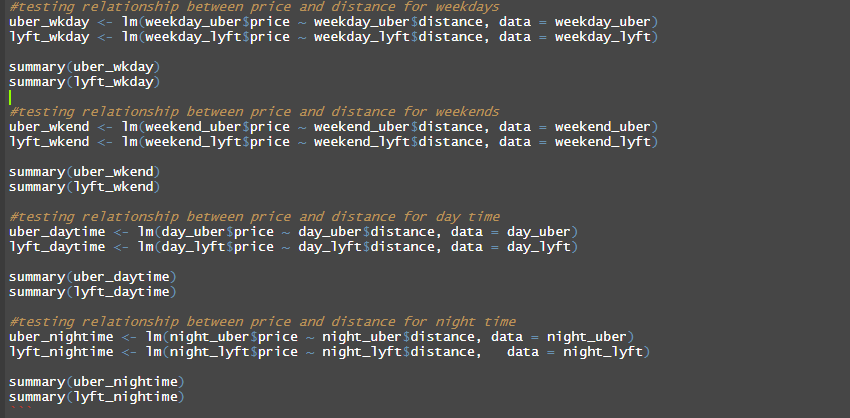 #testing relationship between price and distance for weekdays
uber_wkday <- lm(weekday_uber$price ~ weekday_uber$distance, data = weekday_uber)
lyft_wkday <- lm(weekday_lyft$price ~ weekday_lyft$distance, data = weekday_lyft)
summary(uber_wkday)
summary(lyft_wkday)
#testing relationship between price and distance for weekends
uber_wkend <- lm(weekend_uber$price ~ weekend_uber$distance, data = weekend_uber)
lyft_wkend <- lm(weekend_lyft$price ~ weekend_lyft$distance, data = weekend_lyft)
summary(uber_wkend)
summary(lyft_wkend)
#testing relationship between price and distance for day time
uber_daytime <- lm(day_uber$price ~ day_uber$distance, data = day_uber)
lyft_daytime <- lm(day_lyft$price ~ day_lyft$distance, data = day_lyft)
summary(uber_daytime)
summary(lyft_daytime)
#testing relationship between price and distance for night time
uber_nightime <- lm(night_uber$price ~ night_uber$distance, data = night_uber)
lyft_nightime <- lm(night_lyft$price ~ night_lyft$distance,   data = night_lyft)
summary(uber_nightime)
summary(lyft_nightime)
```